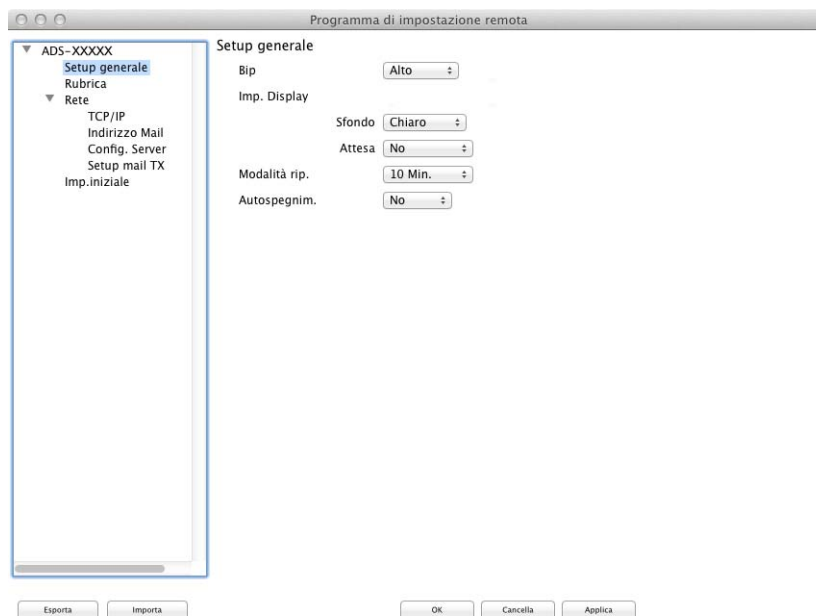 Programma di impostazione remota
ADS-XXXXX
Setup generale
Rubrica
Rete
TCP/IP
Indirizzo Mail
Config. Server
Setup mail TX
Imp.iniziale
Setup generale
Bip Alto
Imp. Display
Sfondo Chiaro
Attesa No
Modalità rip. 10 Min.
Autospegnim. No
Esporta Importa OK Cancella Applica